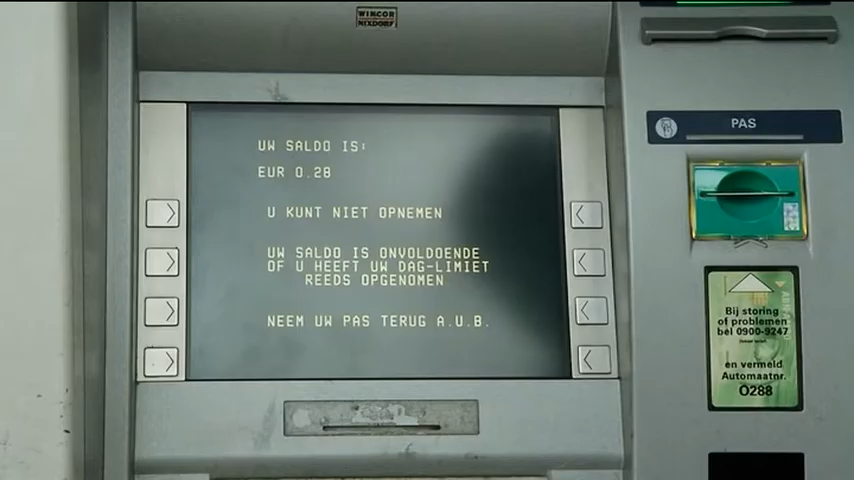 WINCOR
NIXDORF
UW SALDO IS:
EUR 0.28
U KUNT NIET OPNEMEN
UW SALDO IS ONVOLDOENDE
OF U HEEFT UW DAG-LIMIET
REEDS OPGENOMEN
NEEM UW PAS TERUG A.U.B.
PAS
Bij storing
of problemen
bel 0900-9247
en vermeld
Automaatnr.
0288